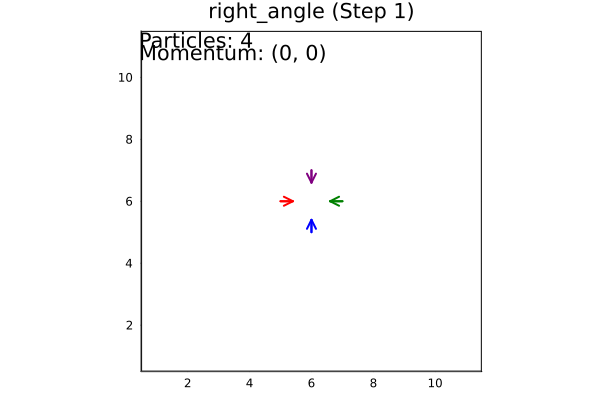 right_angle (Step 1)
Particles: 4
Momentum: (0, 0)
10
8
6
4
2
2 4 6 8 10